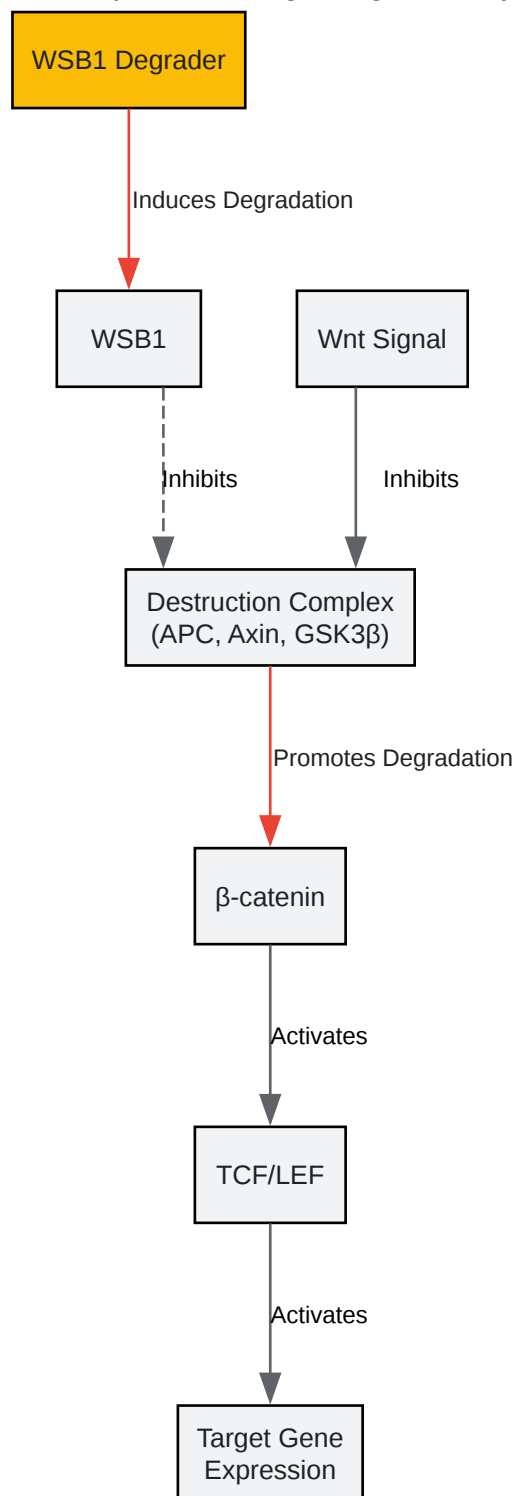 WSB1 Degrader
Induces Degradation
WSB1
Wnt Signal
Inhibits
Inhibits
Destruction Complex
(APC, Axin, GSK3β)
Promotes Degradation
β-catenin
Activates
TCF/LEF
Activates
Target Gene
Expression